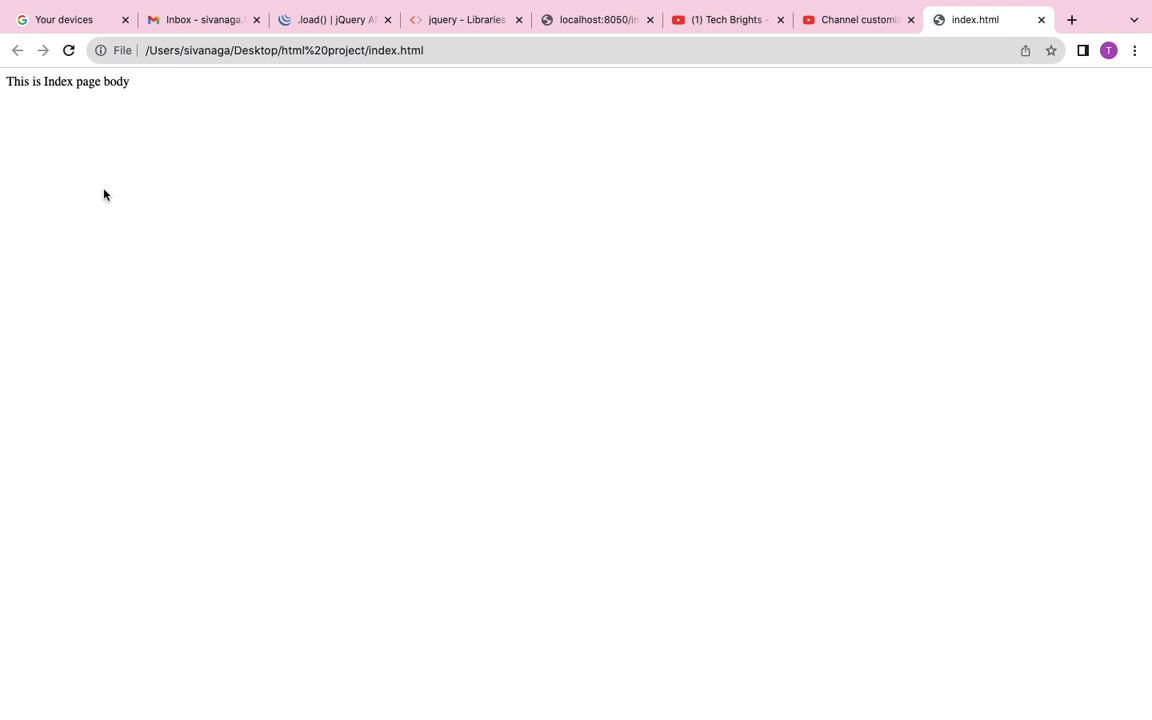 Your devices
Inbox - sivanaga.
.load() | jQuery A
jquery - Libraries
localhost:8050/in
(1) Tech Brights -
Channel customi
index.html
File
/Users/sivanaga/Desktop/html%20project/index.html
T
This is Index page body